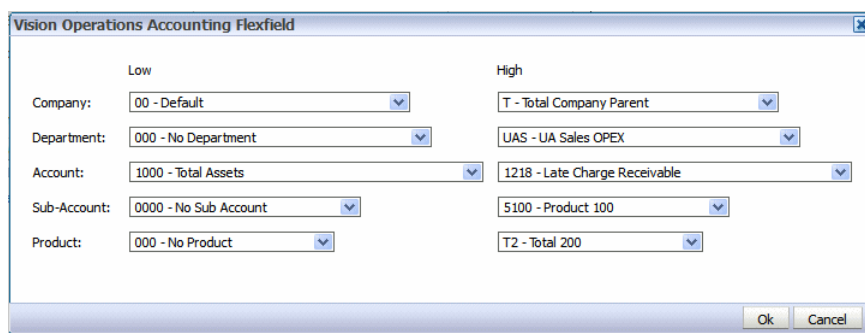 Vision Operations Accounting Flexfield
Low High
Company: 00 - Default T - Total Company Parent
Department: 000 - No Department UAS - UA Sales OPEX
Account: 1000 - Total Assets 1218 - Late Charge Receivable
Sub-Account: 0000 - No Sub Account 5100 - Product 100
Product: 000 - No Product T2 - Total 200
Ok Cancel